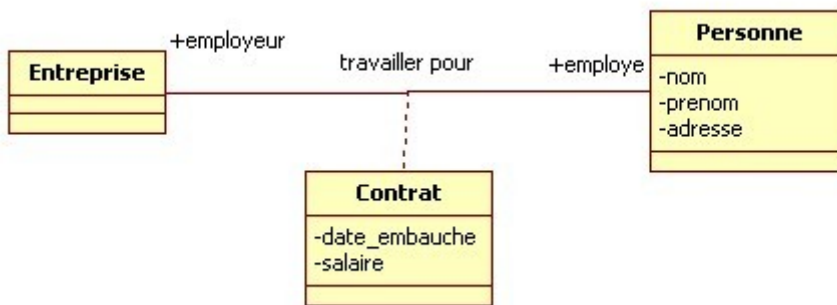 +employeur
Entreprise
travailler pour
+employe
Personne
-nom
-prenom
-adresse
Contrat
-date_embauche
-salaire